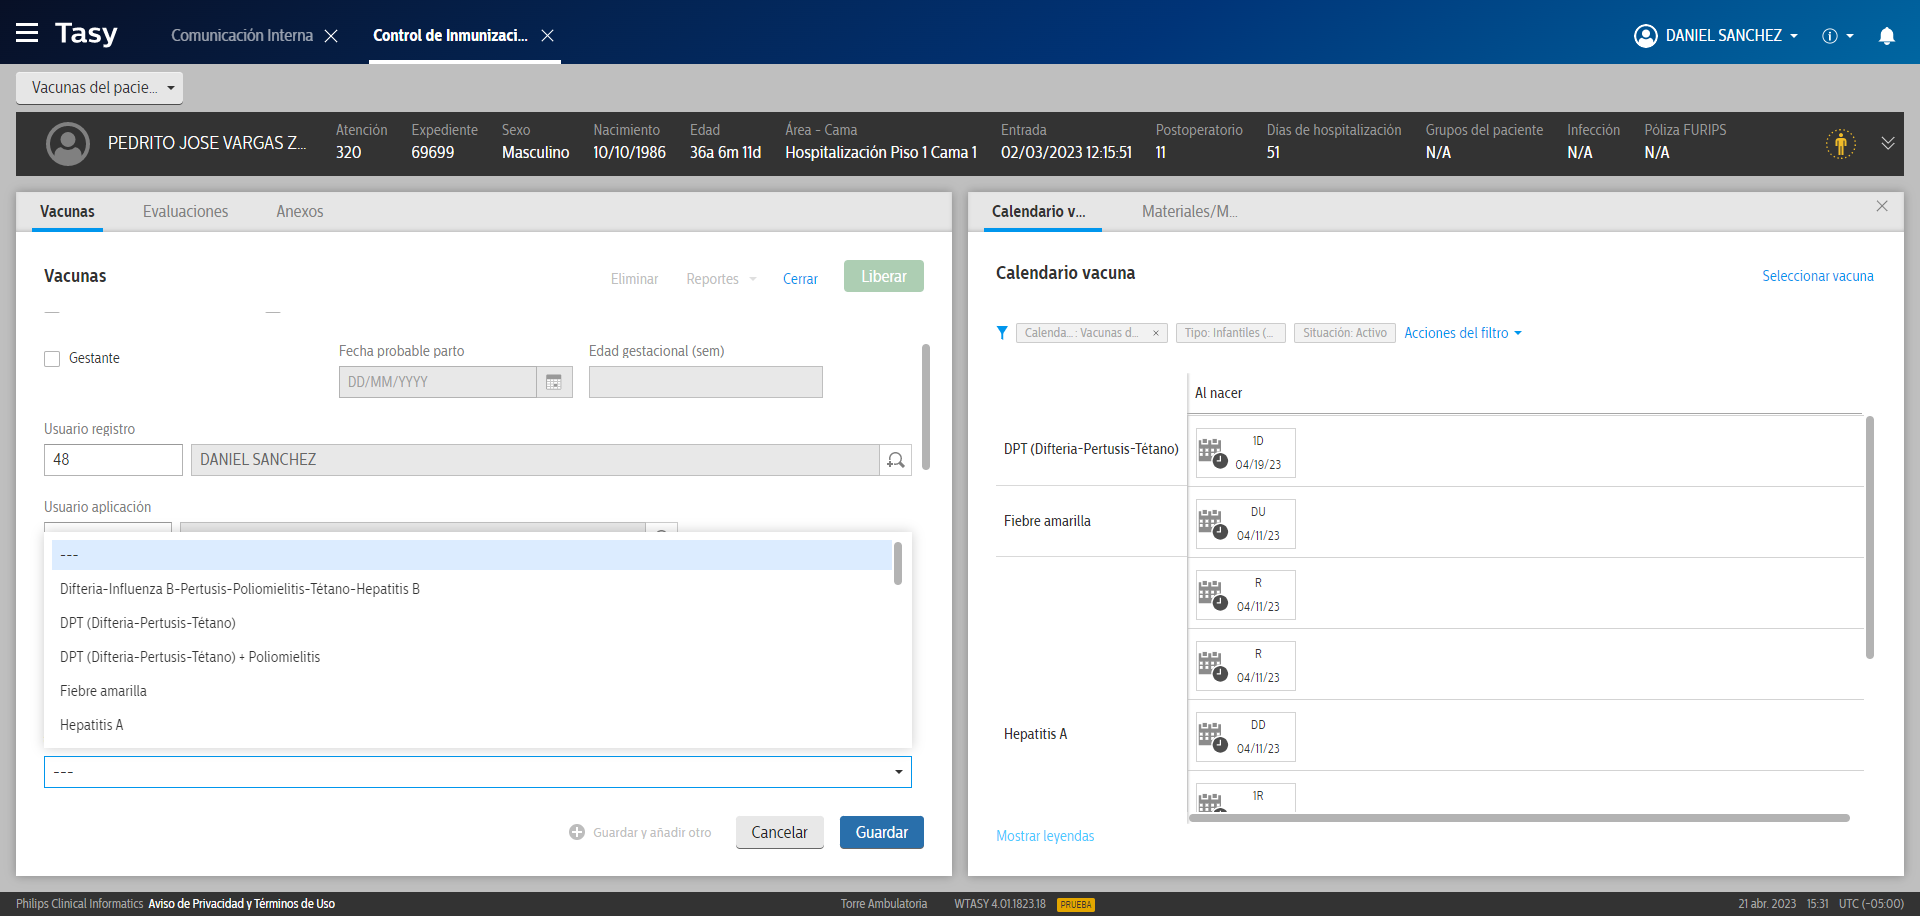 Tasy
Comunicación Interna
Control de Inmunizaci...
DANIEL SANCHEZ
Vacunas del pacie...
PEDRITO JOSE VARGAS Z...
Atención
320
Expediente
69699
Sexo
Masculino
Nacimiento
10/10/1986
Edad
36a 6m 11d
Área - Cama
Hospitalización Piso 1 Cama 1
Entrada
02/03/2023 12:15:51
Postoperatorio
11
Días de hospitalización
51
Grupos del paciente
N/A
Infección
N/A
Póliza FURIPS
N/A
Vacunas
Evaluaciones
Anexos
Vacunas
Eliminar
Reportes
Cerrar
Liberar
Gestante
Fecha probable parto
DD/MM/YYYY
Edad gestacional (sem)
Usuario registro
48
DANIEL SANCHEZ
Usuario aplicación
---
Difteria-Influenza B-Pertusis-Poliomielitis-Tétano-Hepatitis B
DPT (Difteria-Pertusis-Tétano)
DPT (Difteria-Pertusis-Tétano) + Poliomielitis
Fiebre amarilla
Hepatitis A
---
Guardar y añadir otro
Cancelar
Guardar
Calendario v...
Materiales/M...
Calendario vacuna
Seleccionar vacuna
Calenda...: Vacunas d...
Tipo: Infantiles (...
Situación: Activo
Acciones del filtro
Al nacer
DPT (Difteria-Pertusis-Tétano)
1D
04/19/23
Fiebre amarilla
DU
04/11/23
R
04/11/23
R
04/11/23
Hepatitis A
DD
04/11/23
1R
Mostrar leyendas
Philips Clinical Informatics Aviso de Privacidad y Términos de Uso
Torre Ambulatoria
WTASY 4.01.1823.18
PRUEBA
21 abr. 2023 15:31 UTC (-05:00)